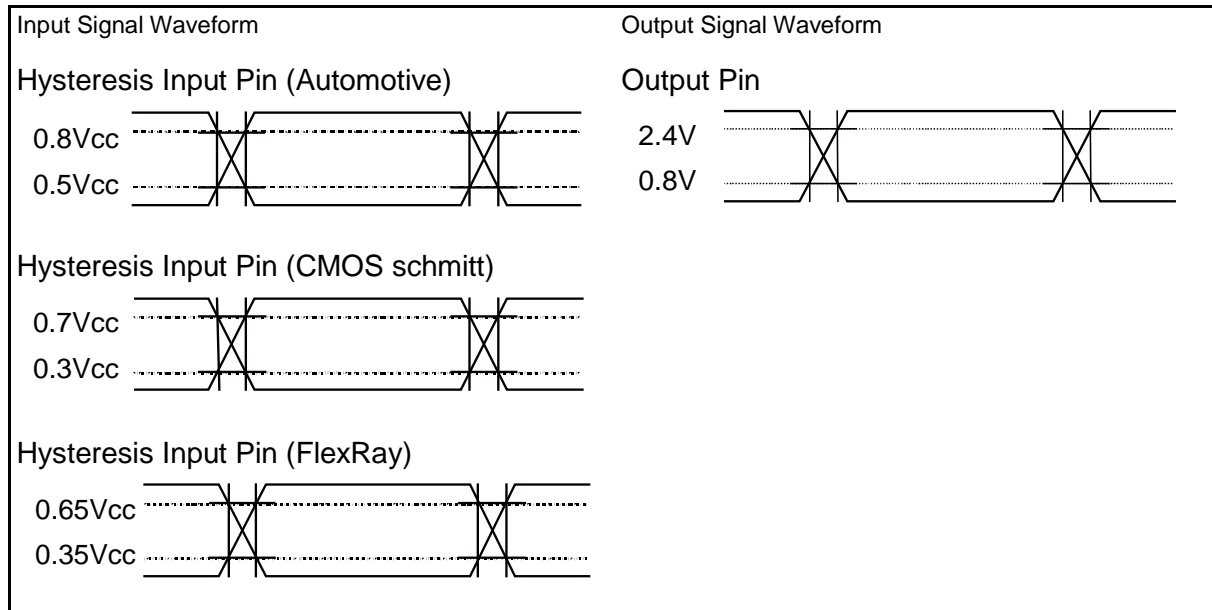 Input Signal Waveform
Hysteresis Input Pin (Automotive)
0.8Vcc
0.5Vcc
Hysteresis Input Pin (CMOS schmitt)
0.7Vcc
0.3Vcc
Hysteresis Input Pin (FlexRay)
0.65Vcc
0.35Vcc
Output Signal Waveform
Output Pin
2.4V
0.8V